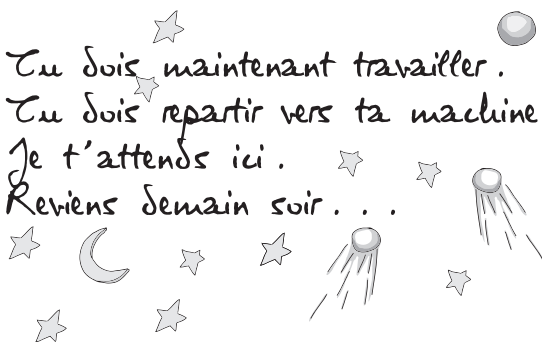 Tu dois maintenant travailler.
Tu dois repartir vers ta machine
Je t'attends ici.
Reviens demain soir...